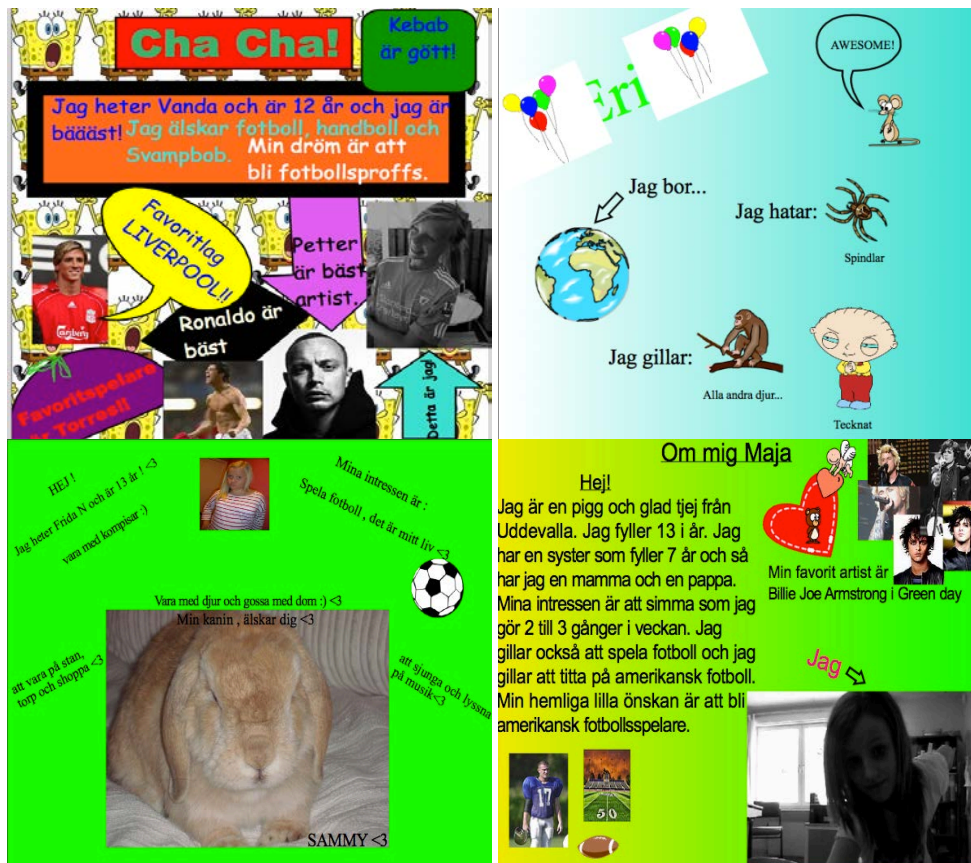 Cha Cha!
Kebab
är gött!
Jag heter Vanda och är 12 år och jag är
bäääst!
Jag älskar fotboll, handboll och
Svampbob.
Min dröm är att
bli fotbollsproffs.
Favoritlag
LIVERPOOL!!
Carlsberg
Petter
är bäst
artist.
Ronaldo är
bäst
Favoritspelare
är Torres!!
Detta är jag
Eri
AWESOME!
Jag bor...
Jag hatar:
Spindlar
Jag gillar:
Alla andra djur...
Tecknat
HEJ !
Jag heter Frida N och är 13 år ! <3
vara med kompisar :)
Mina intressen är :
Spela fotboll , det är mitt liv <3
Vara med djur och gossa med dom :) <3
Min kanin , älskar dig <3
att vara på stan,
torp och shoppa <3
att sjunga och lyssna
på musik<3
SAMMY <3
Om mig Maja
Hej!
Jag är en pigg och glad tjej från
Uddevalla. Jag fyller 13 i år. Jag
har en syster som fyller 7 år och så
har jag en mamma och en pappa.
Mina intressen är att simma som jag
gör 2 till 3 gånger i veckan. Jag
gillar också att spela fotboll och jag
gillar att titta på amerikansk fotboll.
Min hemliga lilla önskan är att bli
amerikansk fotbollsspelare.
Min favorit artist är
Billie Joe Armstrong i Green day
Jag
17
50